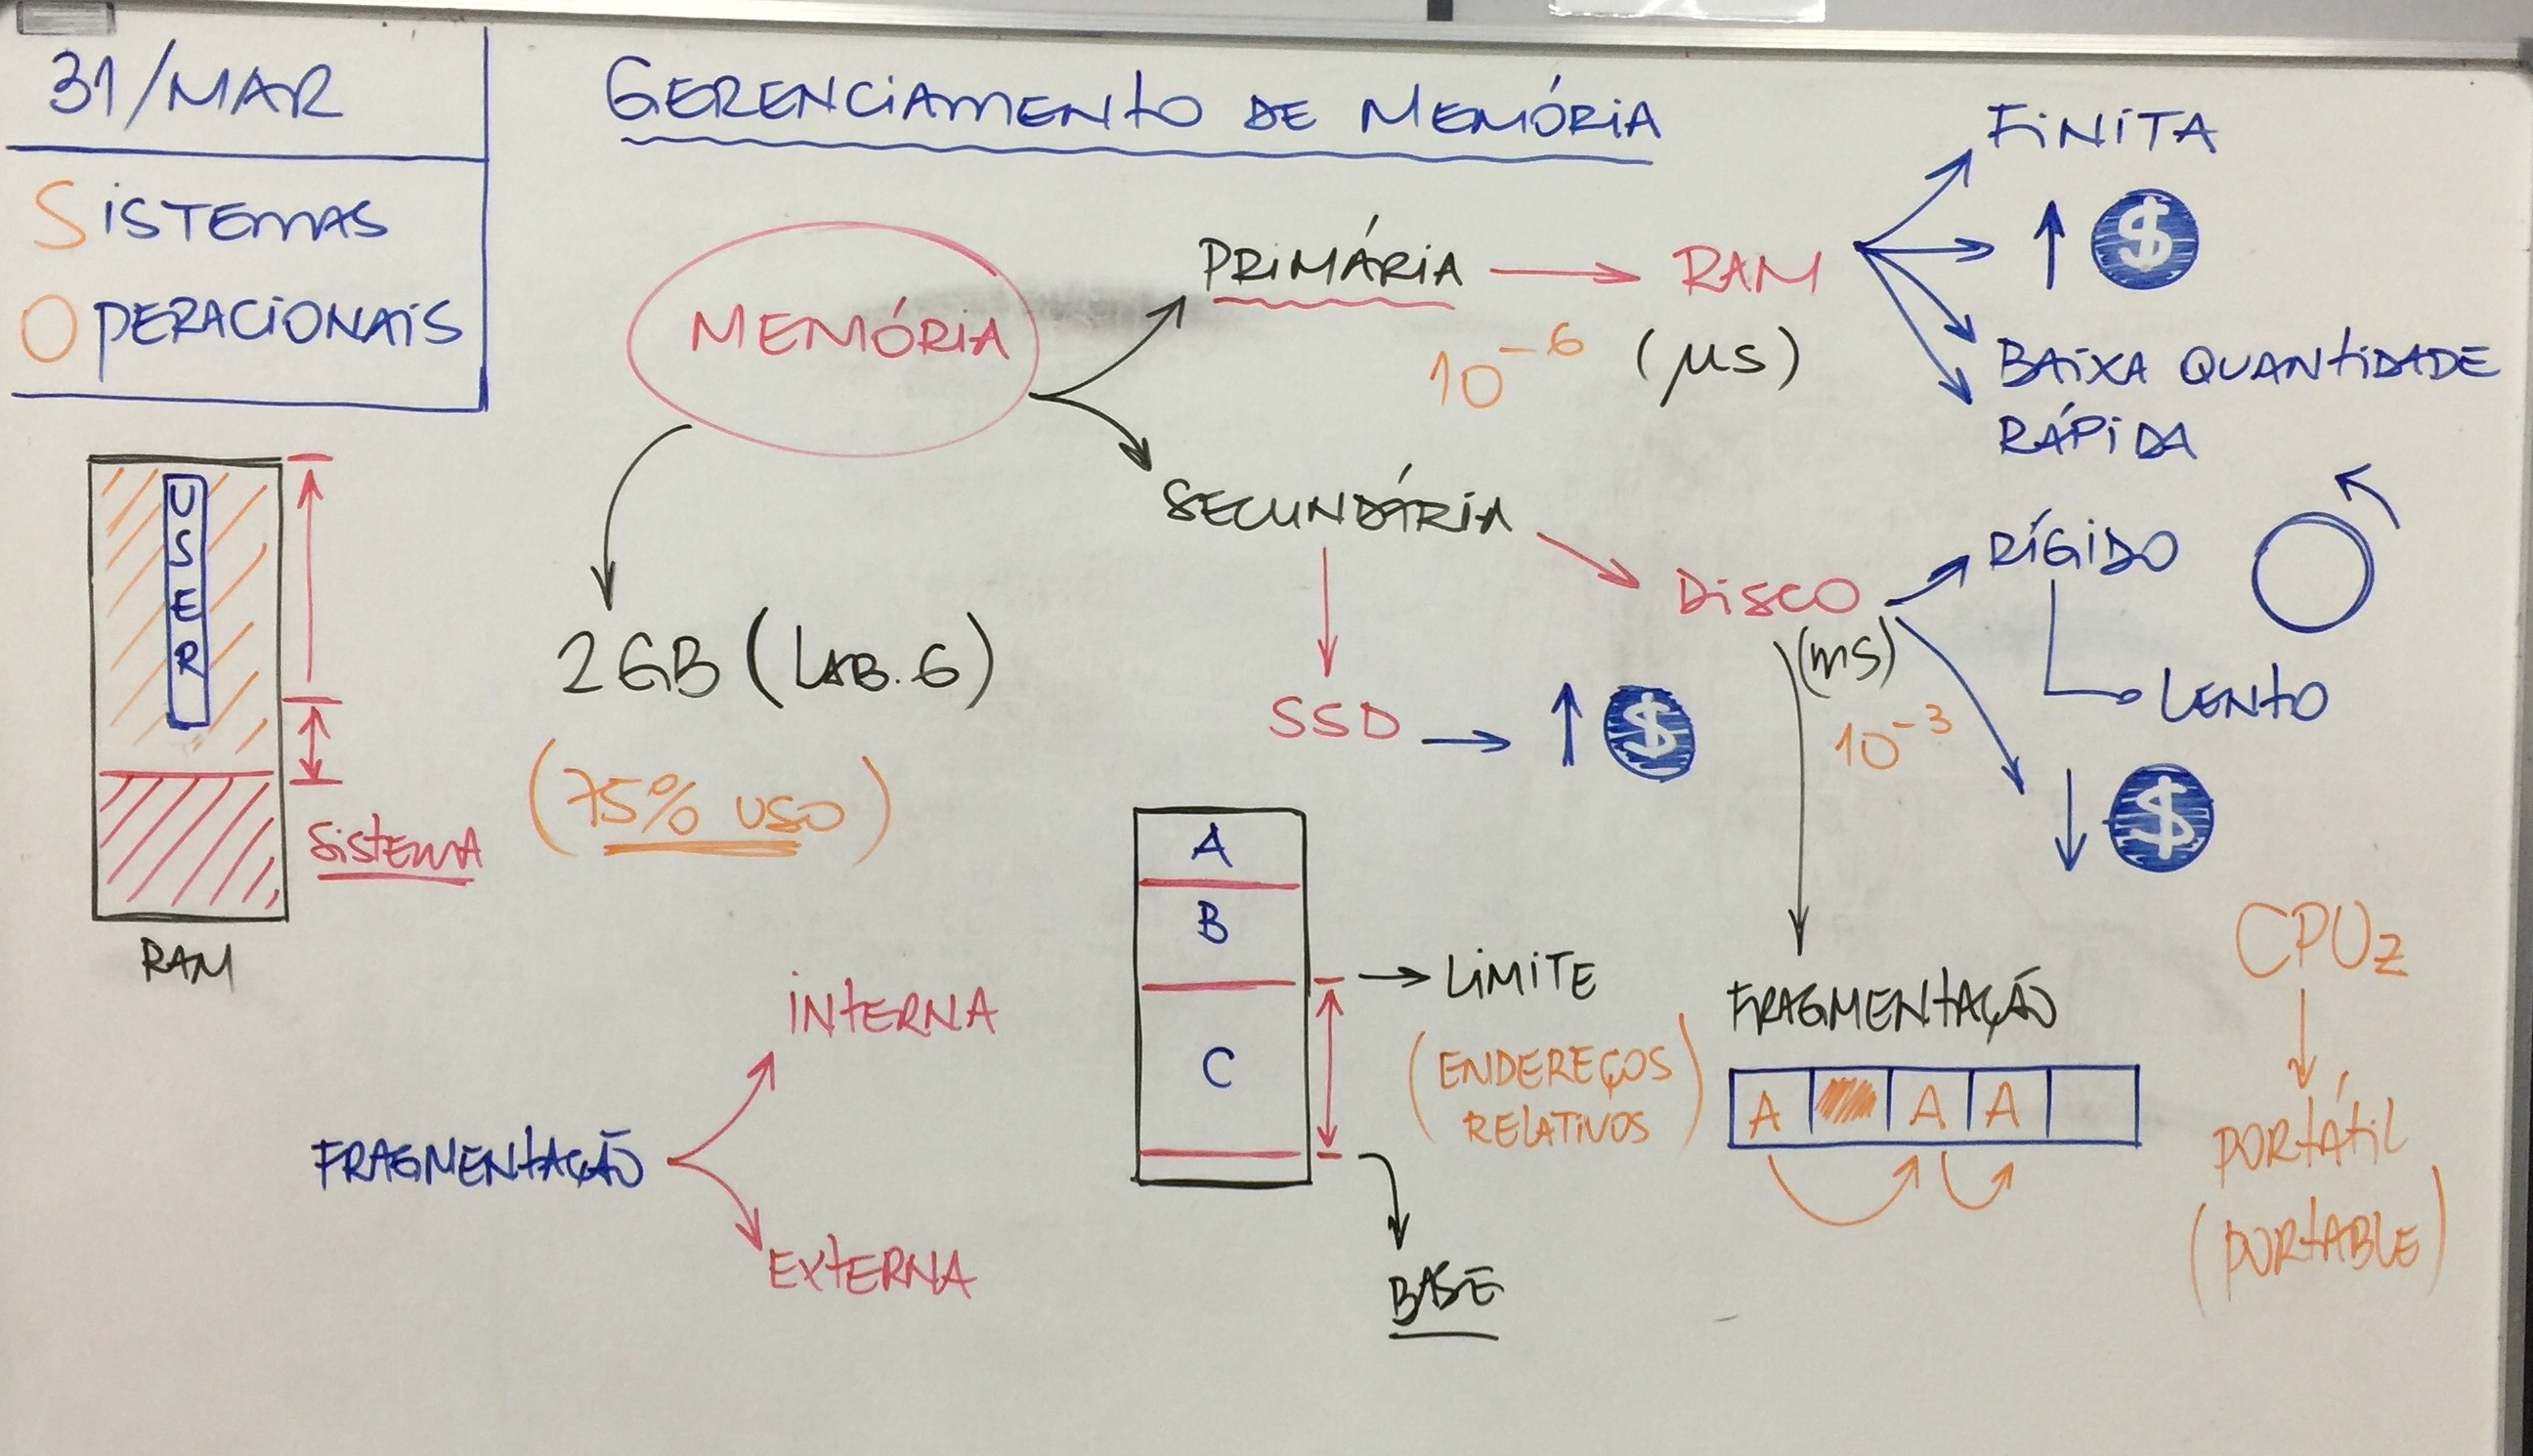 31/MAR
SISTEMAS
OPERACIONAIS
GERENCIAMENTO DE MEMÓRIA
MEMÓRIA
PRIMÁRIA
RAM
10⁻⁶ (μs)
FINITA
$
BAIXA QUANTIDADE
RÁPIDA
SECUNDÁRIA
SSD
$
DISCO
(ms)
10⁻³
RÍGIDO
LENTO
$
2GB (LAB. 6)
(75% USO)
USER
SISTEMA
RAM
FRAGMENTAÇÃO
INTERNA
EXTERNA
A
B
C
LIMITE
(ENDEREÇOS
RELATIVOS)
BASE
FRAGMENTAÇÃO
A A A
CPUZ
PORTÁTIL
(PORTABLE)